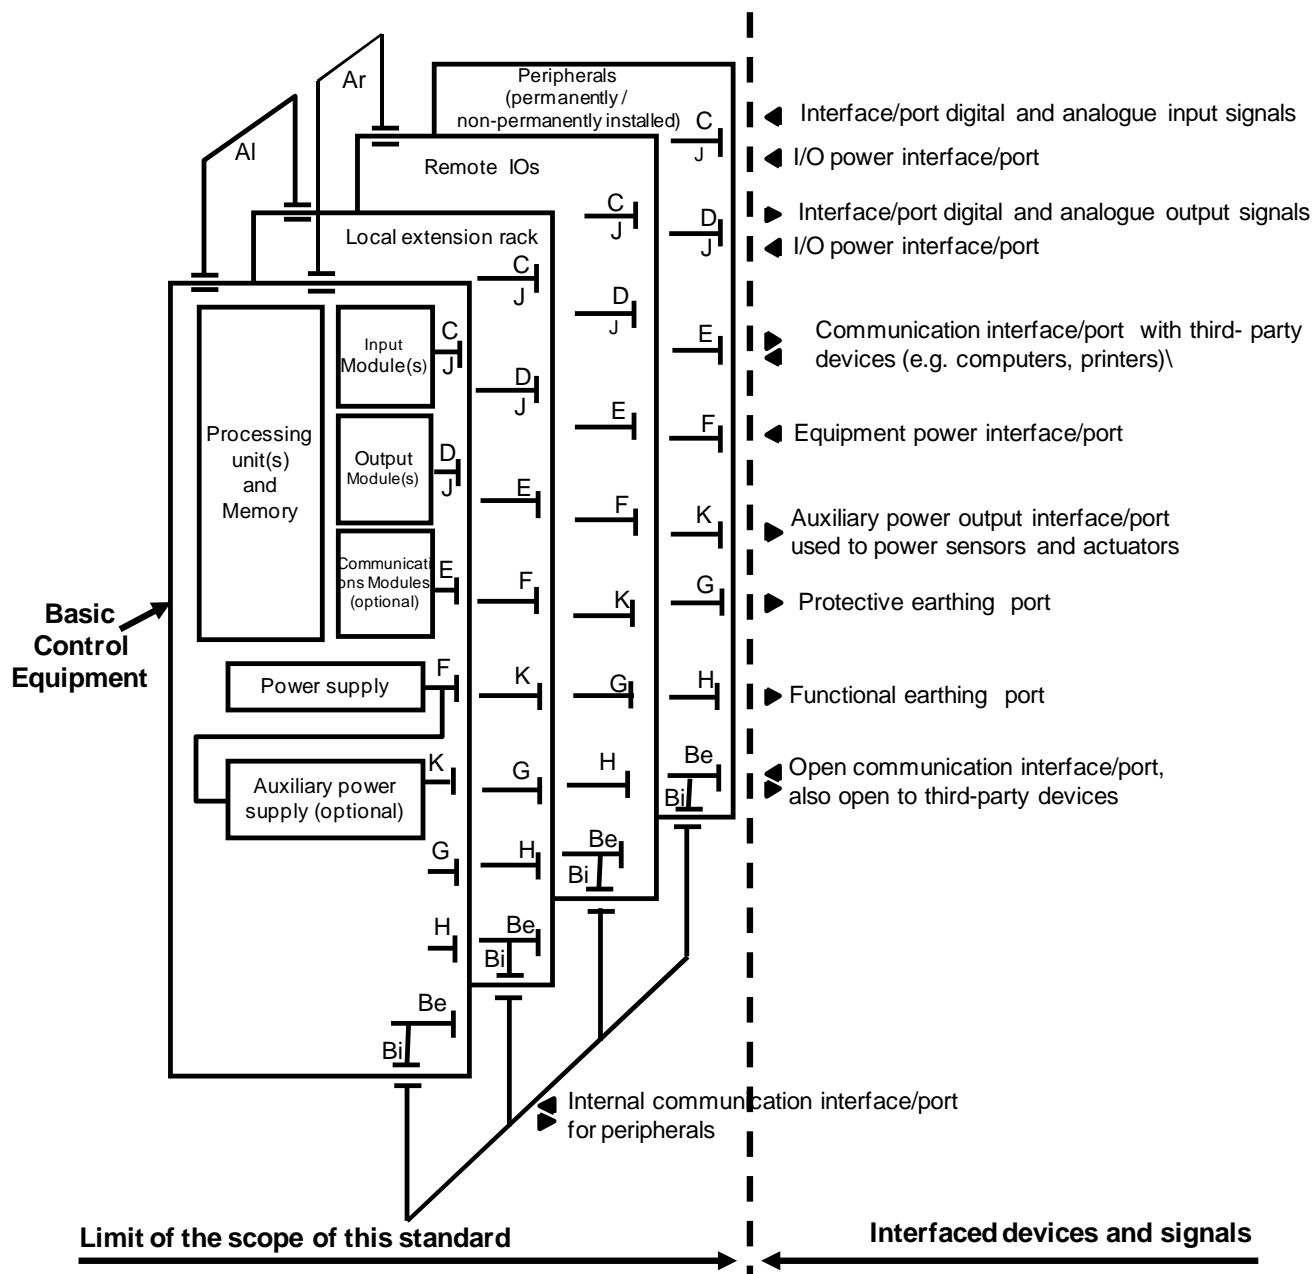 Ar
Al
Peripherals
(permanently /
non-permanently installed)
C
J
Interface/port digital and analogue input signals
I/O power interface/port
Remote IOs
C
J
D
J
Interface/port digital and analogue output signals
I/O power interface/port
Local extension rack
C
J
D
J
E
Communication interface/port with third- party
devices (e.g. computers, printers)\
Input
Module(s)
C
J
D
J
E
F
Equipment power interface/port
Processing
unit(s)
and
Memory
Output
Module(s)
D
J
E
F
K
Auxiliary power output interface/port
used to power sensors and actuators
Communicati
ons Modules
(optional)
E
F
K
G
Protective earthing port
Basic
Control
Equipment
Power supply
F
K
G
H
Functional earthing port
Auxiliary power
supply (optional)
K
G
H
Be
Bi
Open communication interface/port,
also open to third-party devices
G
H
Be
Bi
H
Be
Bi
Be
Bi
Internal communication interface/port
for peripherals
Limit of the scope of this standard
Interfaced devices and signals